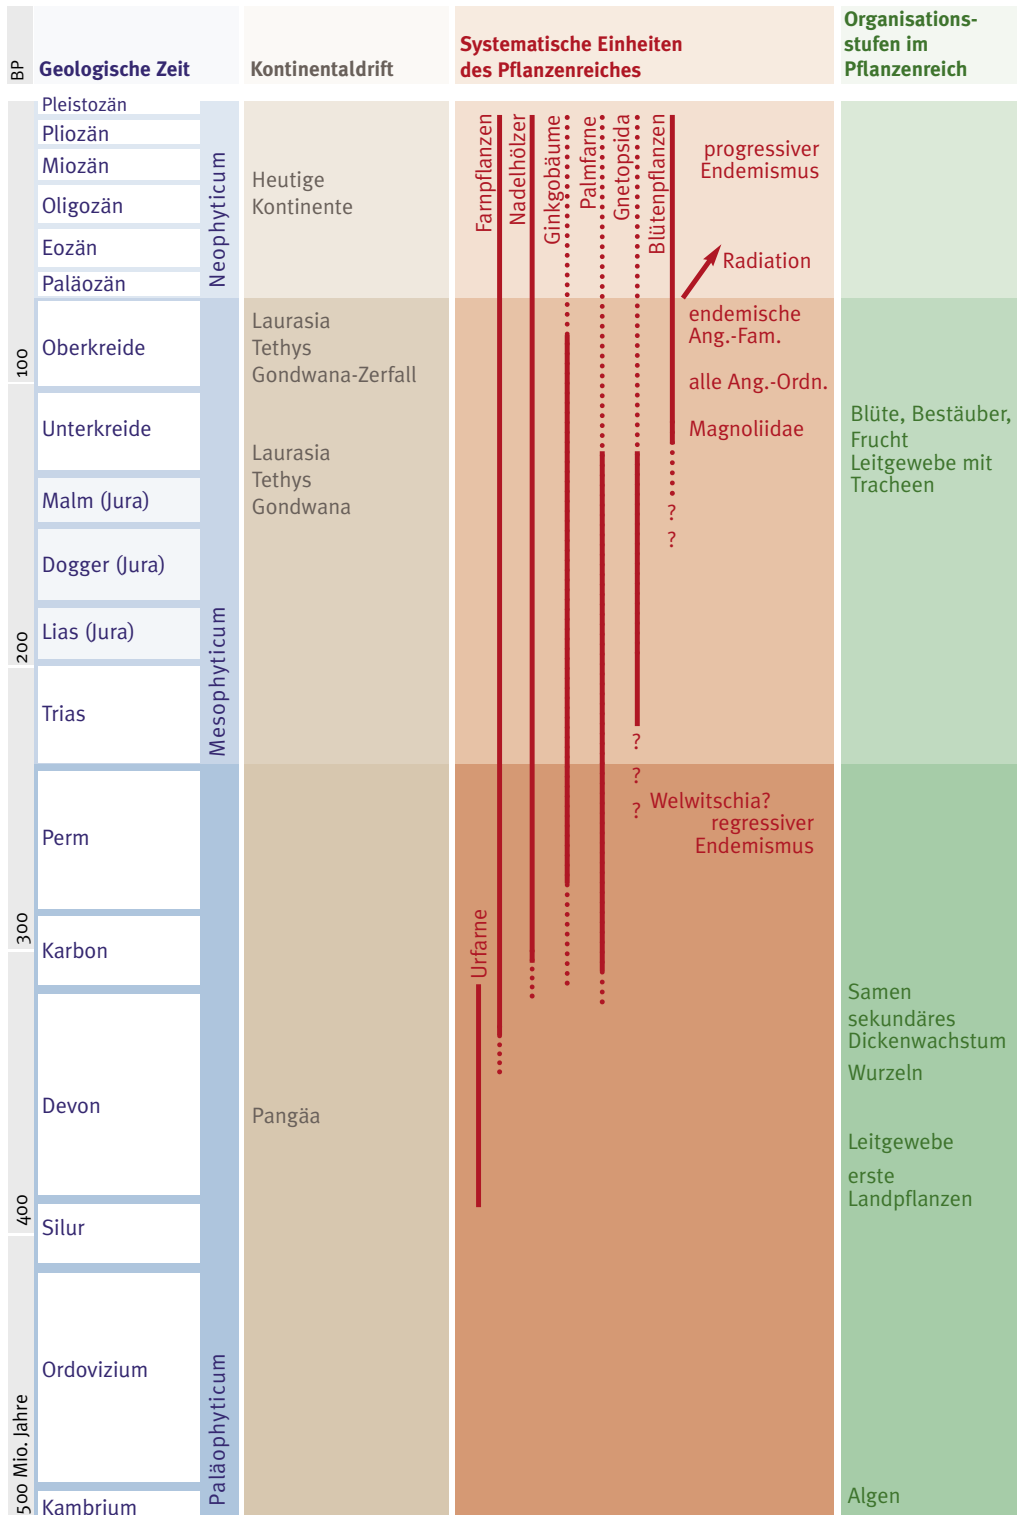 BP
Geologische Zeit
Kontinentaldrift
Systematische Einheiten
des Pflanzenreiches
Organisations-
stufen im
Pflanzenreich
100
200
300
400
500 Mio. Jahre
Pleistozän
Pliozän
Miozän
Oligozän
Eozän
Paläozän
Oberkreide
Unterkreide
Malm (Jura)
Dogger (Jura)
Lias (Jura)
Trias
Perm
Karbon
Devon
Silur
Ordovizium
Kambrium
Neophyticum
Mesophyticum
Paläophyticum
Heutige
Kontinente
Laurasia
Tethys
Gondwana-Zerfall
Laurasia
Tethys
Gondwana
Pangäa
Urfarne
Farnpflanzen
Nadelhölzer
Ginkgobäume
Palmfarne
Gnetopsida
Blütenpflanzen
progressiver
Endemismus
Radiation
endemische
Ang.-Fam.
alle Ang.-Ordn.
Magnoliidae
?
?
?
?
? Welwitschia?
regressiver
Endemismus
Blüte, Bestäuber,
Frucht
Leitgewebe mit
Tracheen
Samen
sekundäres
Dickenwachstum
Wurzeln
Leitgewebe
erste
Landpflanzen
Algen